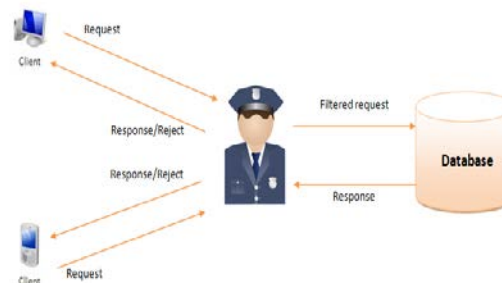 Request
Client
Filtered request
Response/Reject
Database
Response/Reject
Response
Request
Client